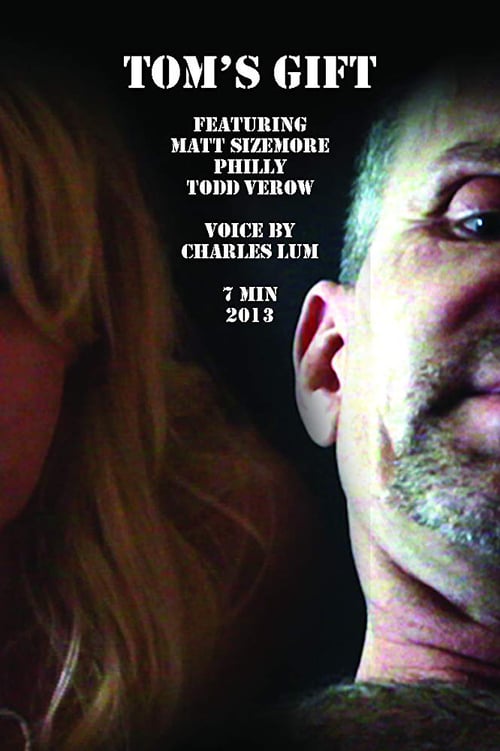 TOM'S GIFT
FEATURING
MATT SIZEMORE
PHILLY
TODD VEROW
VOICE BY
CHARLES LUM
7 MIN
2013